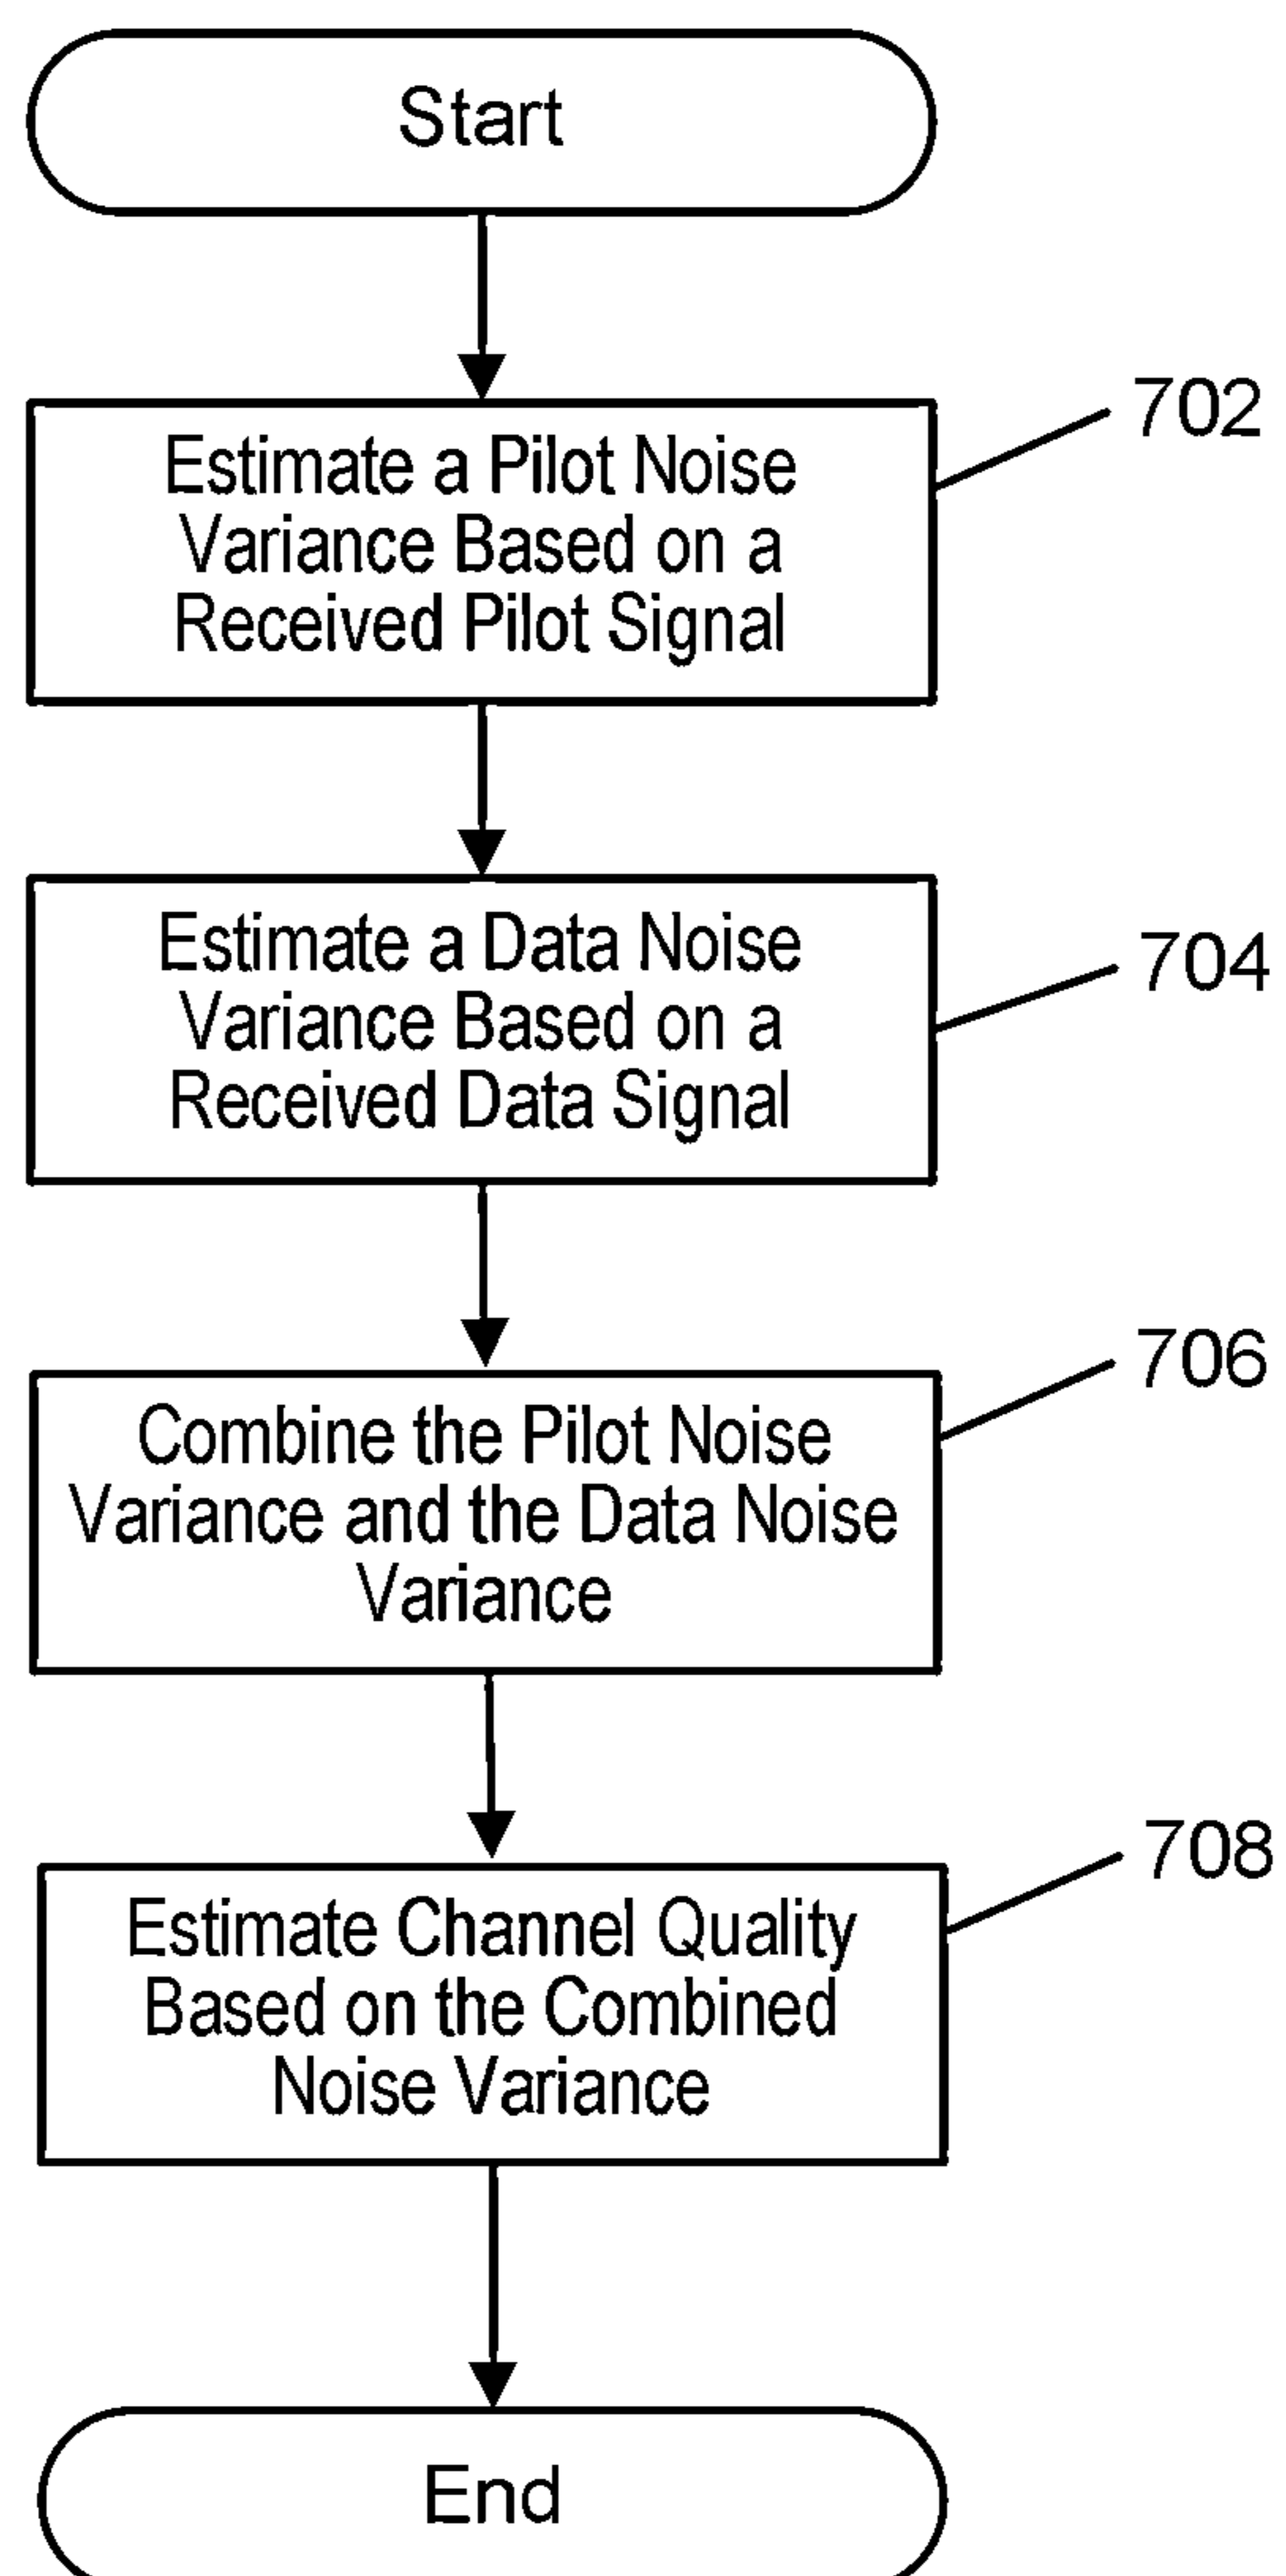 Start
702
Estimate a Pilot Noise
Variance Based on a
Received Pilot Signal
704
Estimate a Data Noise
Variance Based on a
Received Data Signal
706
Combine the Pilot Noise
Variance and the Data Noise
Variance
708
Estimate Channel Quality
Based on the Combined
Noise Variance
End